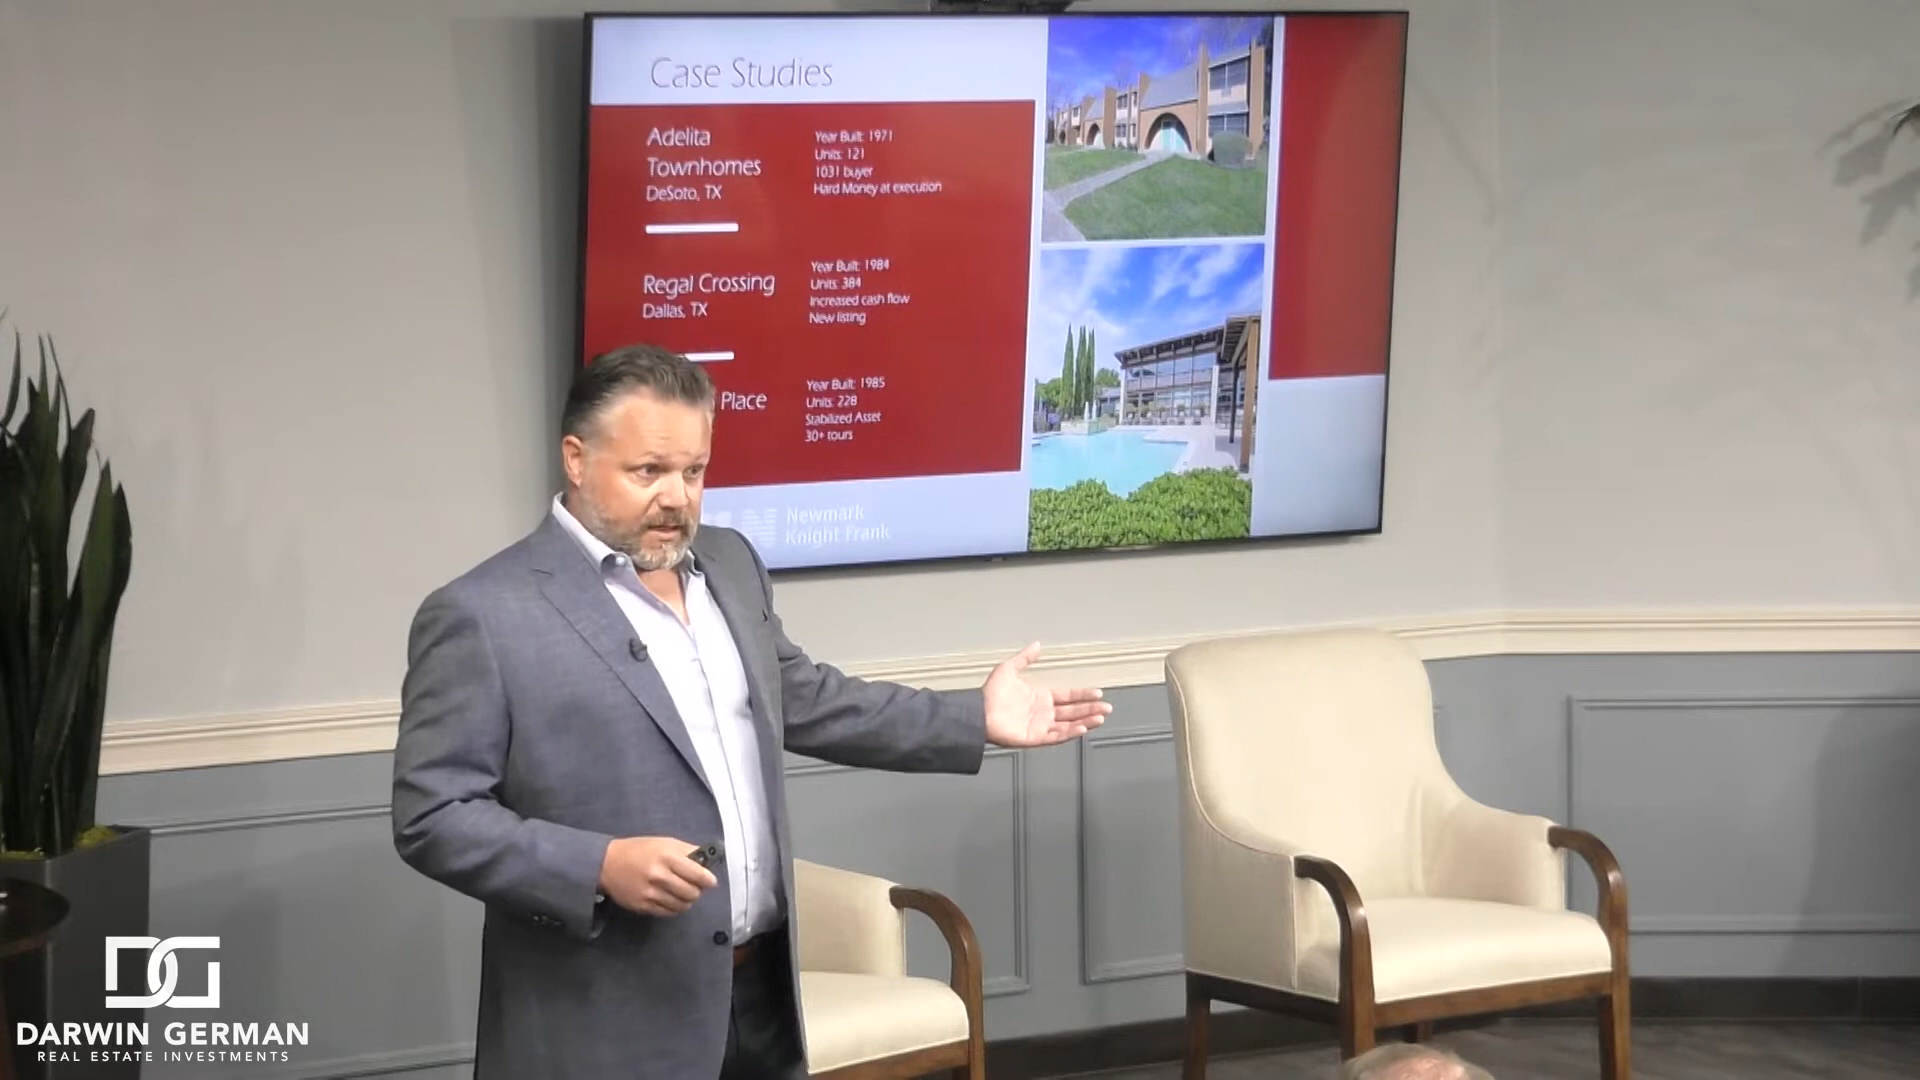 Case Studies
Adelita
Townhomes
DeSoto, TX
Year Built: 1971
Units: 121
1031 buyer
Hard Money at execution
Regal Crossing
Dallas, TX
Year Built: 1984
Units: 384
Increased cash flow
New listing
Place
Year Built: 1985
Units: 228
Stabilized Asset
30+ tours
Newmark
Knight Frank
DG
DARWIN GERMAN
REAL ESTATE INVESTMENTS